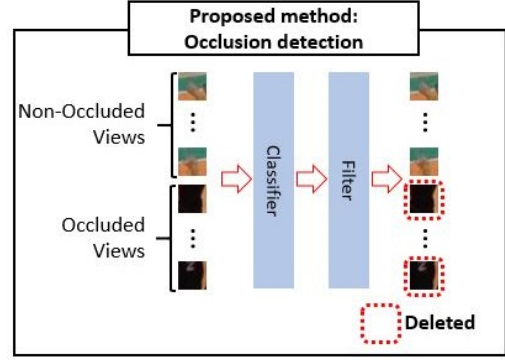 Proposed method:
Occlusion detection
Non-Occluded
Views
Occluded
Views
Classifier
Filter
Deleted